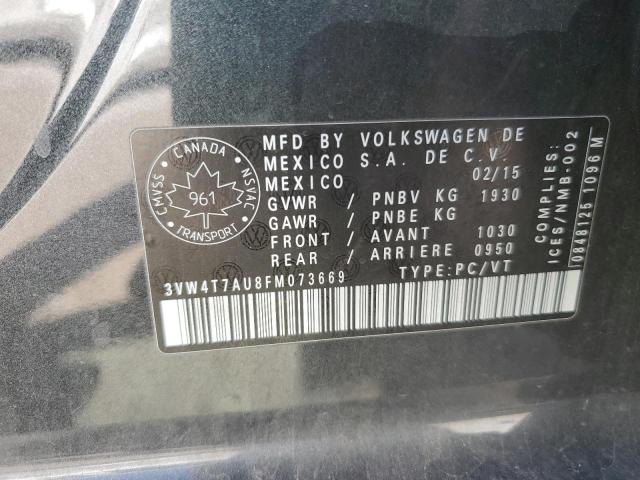 CANADA
CMVSS
NSVAC
961
TRANSPORT
MFD BY VOLKSWAGEN DE
MEXICO S.A. DE C.V.
MEXICO 02/15
GVWR / PNBV KG 1930
GAWR / PNBE KG
FRONT / AVANT 1030
REAR / ARRIERE 0950
TYPE: PC/VT
3VW4T7AU8FM073669
COMPLIES:
ICES/NMB-002
0848125 1096 M